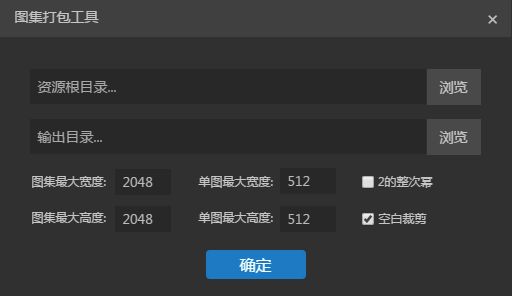 图集打包工具
资源根目录... 浏览
输出目录... 浏览
图集最大宽度: 2048 单图最大宽度: 512 2的整次幂
图集最大高度: 2048 单图最大高度: 512 空白裁剪
确定